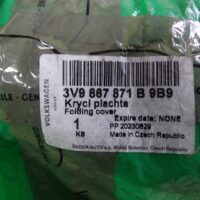 VOLKSWAGEN
3V9 867 871 B 9B9
Krycí plachta
Folding cover
1
KS
Expire date: NONE
PP 20230629
Made in Czech Republic
ŠKODA AUTO a.s. Mladá Boleslav, Czech Republic